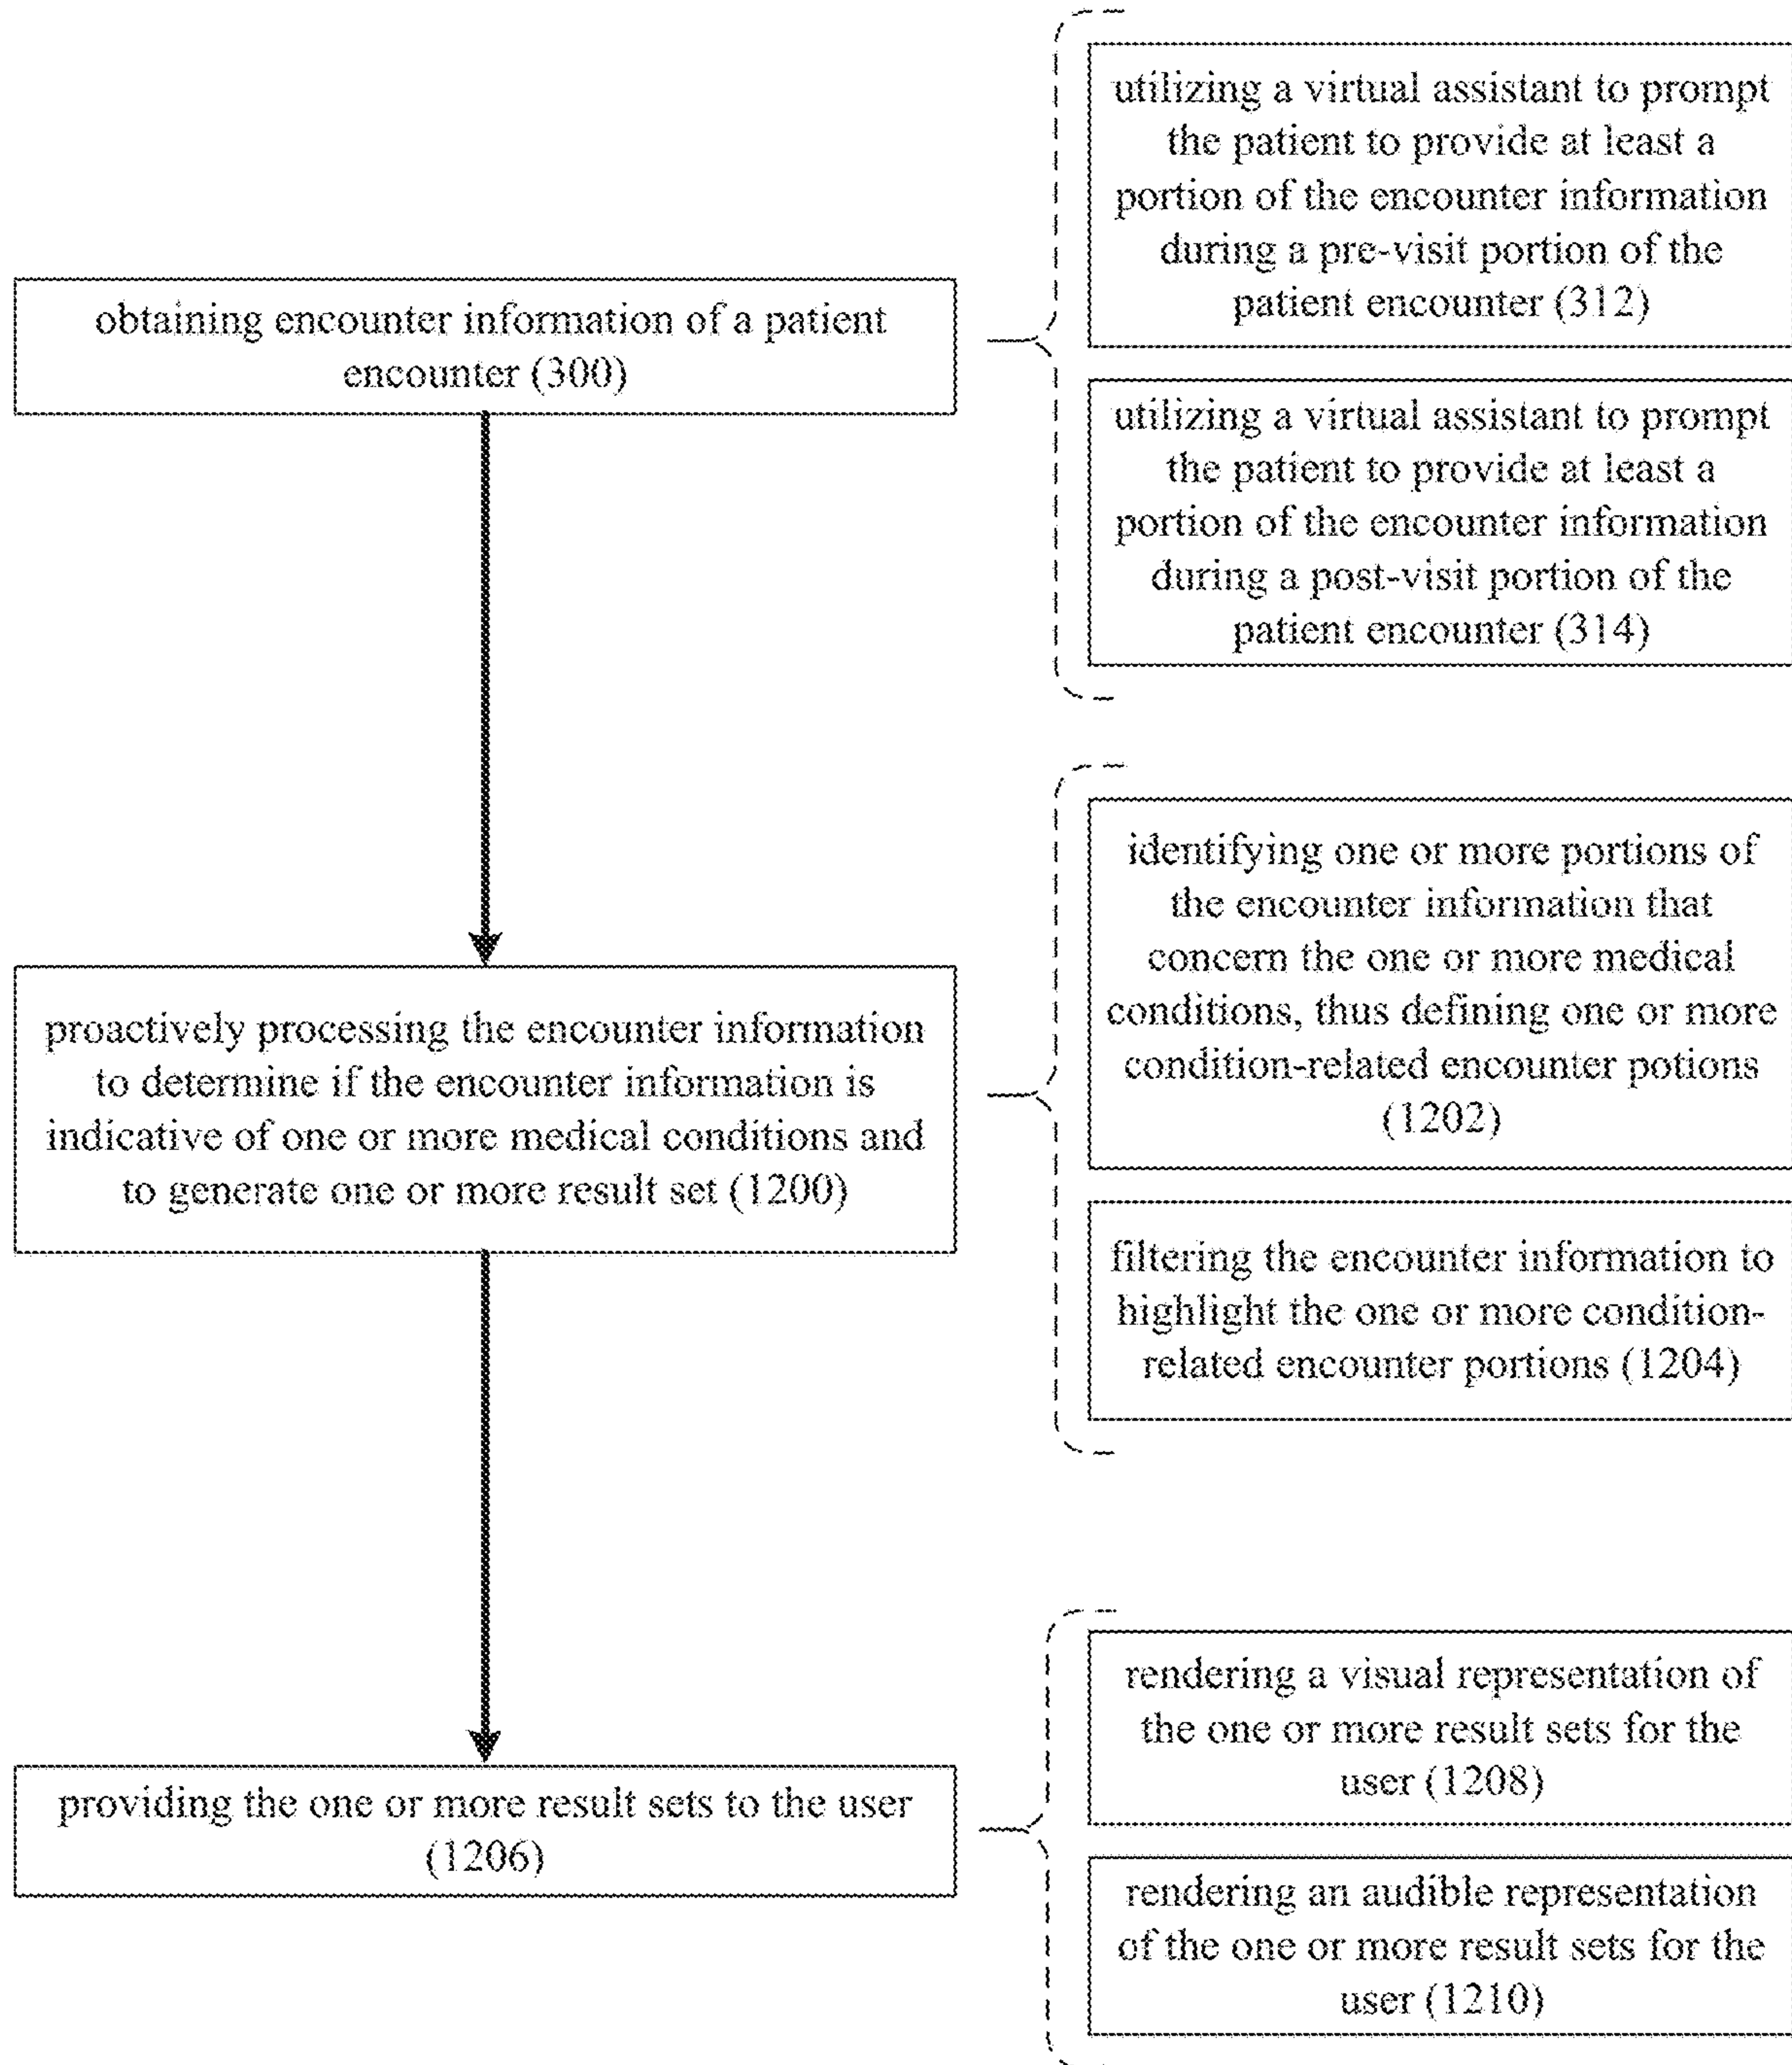 obtaining encounter information of a patient
encounter (300)
utilizing a virtual assistant to prompt
the patient to provide at least a
portion of the encounter information
during a pre-visit portion of the
patient encounter (312)
utilizing a virtual assistant to prompt
the patient to provide at least a
portion of the encounter information
during a post-visit portion of the
patient encounter (314)
proactively processing the encounter information
to determine if the encounter information is
indicative of one or more medical conditions and
to generate one or more result set (1200)
identifying one or more portions of
the encounter information that
concern the one or more medical
conditions, thus defining one or more
condition-related encounter potions
(1202)
filtering the encounter information to
highlight the one or more condition-
related encounter portions (1204)
providing the one or more result sets to the user
(1206)
rendering a visual representation of
the one or more result sets for the
user (1208)
rendering an audible representation
of the one or more result sets for the
user (1210)